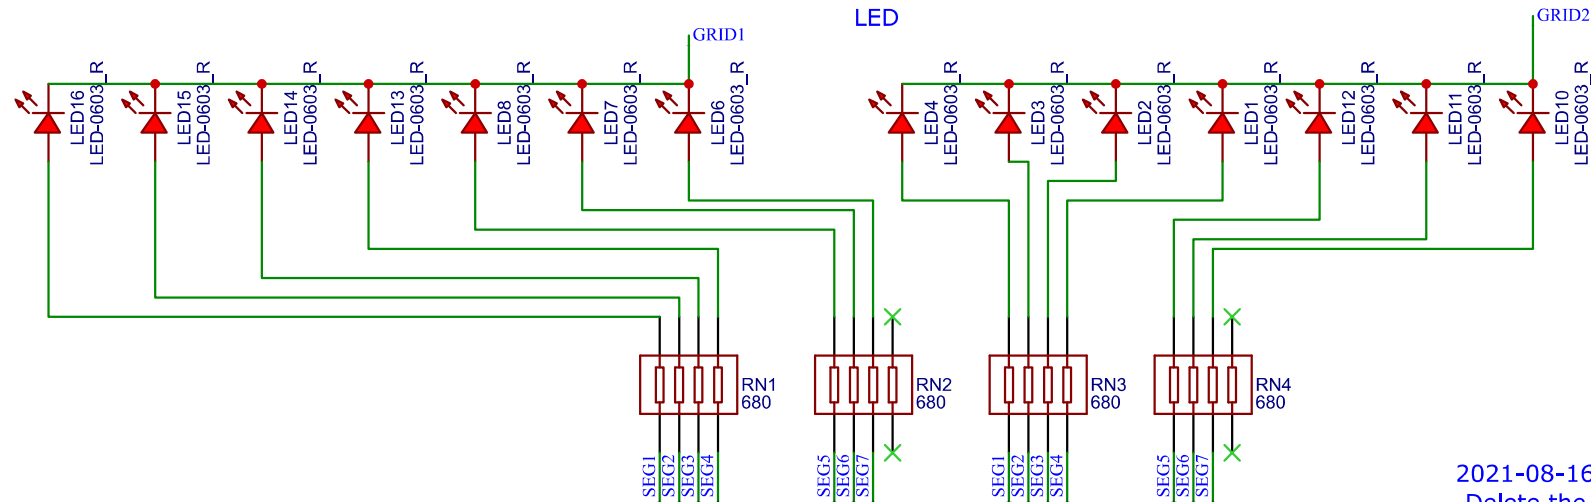 LED
GRID1
GRID2
LED16
LED-0603_R
LED15
LED-0603_R
LED14
LED-0603_R
LED13
LED-0603_R
LED8
LED-0603_R
LED7
LED-0603_R
LED6
LED-0603_R
LED4
LED-0603_R
LED3
LED-0603_R
LED2
LED-0603_R
LED1
LED-0603_R
LED12
LED-0603_R
LED11
LED-0603_R
LED10
LED-0603_R
RN1
680
RN2
680
RN3
680
RN4
680
SEG1
SEG2
SEG3
SEG4
SEG5
SEG6
SEG7
SEG1
SEG2
SEG3
SEG4
SEG5
SEG6
SEG7
2021-08-16
Delete the